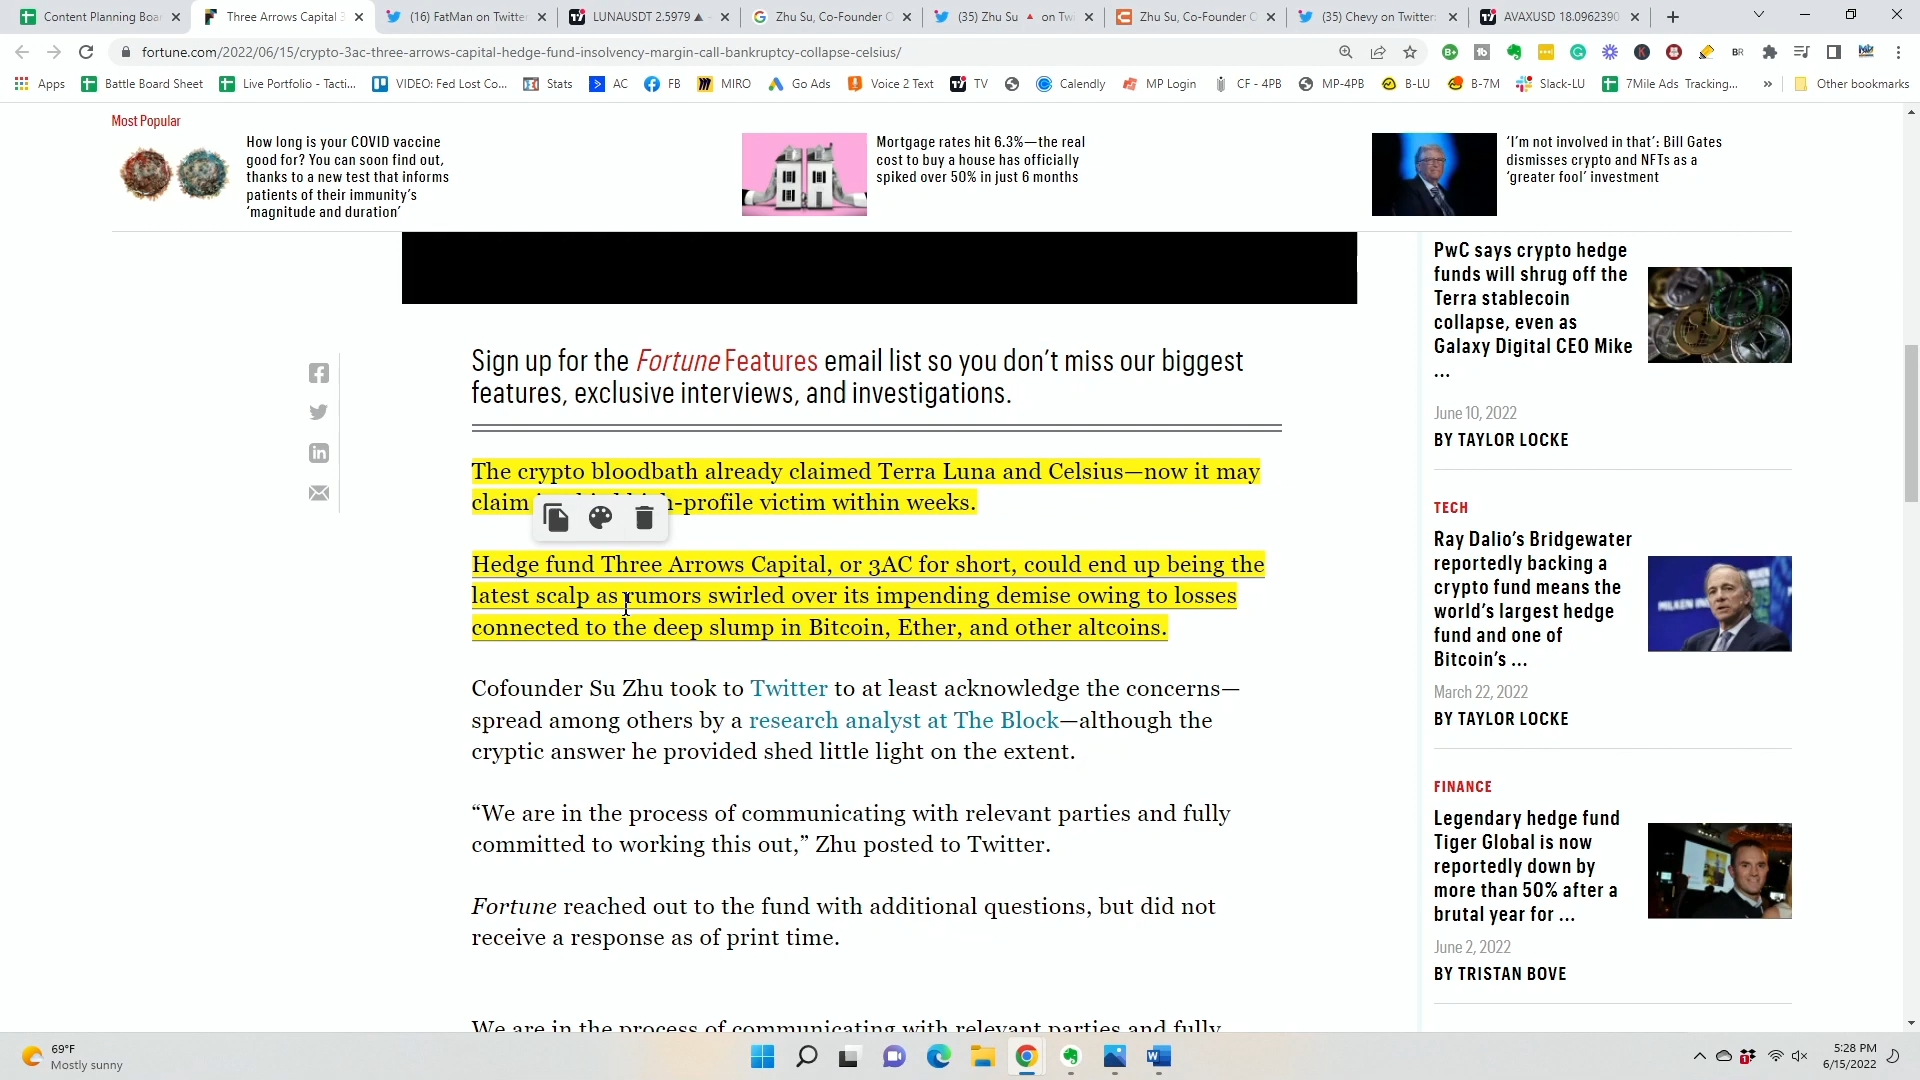 Content Planning Boa
Three Arrows Capital 3
(16) FatMan on Twitte
LUNAUSDT 2.5979 ▲
Zhu Su, Co-Founder C
(35) Zhu Su 🔺 on Tw
Zhu Su, Co-Founder C
(35) Chevy on Twitter:
AVAXUSD 18.0962390
fortune.com/2022/06/15/crypto-3ac-three-arrows-capital-hedge-fund-insolvency-margin-call-bankruptcy-collapse-celsius/
Apps
Battle Board Sheet
Live Portfolio - Tacti...
VIDEO: Fed Lost Co...
Stats
AC
FB
MIRO
Go Ads
Voice 2 Text
TV
Calendly
MP Login
CF - 4PB
MP-4PB
B-LU
B-7M
Slack-LU
7Mile Ads Tracking...
»
Other bookmarks
Most Popular
How long is your COVID vaccine
good for? You can soon find out,
thanks to a new test that informs
patients of their immunity's
'magnitude and duration'
Mortgage rates hit 6.3%—the real
cost to buy a house has officially
spiked over 50% in just 6 months
'I'm not involved in that': Bill Gates
dismisses crypto and NFTs as a
'greater fool' investment
Sign up for the Fortune Features email list so you don't miss our biggest
features, exclusive interviews, and investigations.
The crypto bloodbath already claimed Terra Luna and Celsius—now it may
claim -profile victim within weeks.
Hedge fund Three Arrows Capital, or 3AC for short, could end up being the
latest scalp as rumors swirled over its impending demise owing to losses
connected to the deep slump in Bitcoin, Ether, and other altcoins.
Cofounder Su Zhu took to Twitter to at least acknowledge the concerns—
spread among others by a research analyst at The Block—although the
cryptic answer he provided shed little light on the extent.
“We are in the process of communicating with relevant parties and fully
committed to working this out,” Zhu posted to Twitter.
Fortune reached out to the fund with additional questions, but did not
receive a response as of print time.
We are in the process of communicating with relevant parties and fully
PwC says crypto hedge
funds will shrug off the
Terra stablecoin
collapse, even as
Galaxy Digital CEO Mike
...
June 10, 2022
BY TAYLOR LOCKE
TECH
Ray Dalio's Bridgewater
reportedly backing a
crypto fund means the
world's largest hedge
fund and one of
Bitcoin's ...
March 22, 2022
BY TAYLOR LOCKE
FINANCE
Legendary hedge fund
Tiger Global is now
reportedly down by
more than 50% after a
brutal year for ...
June 2, 2022
BY TRISTAN BOVE
69°F
Mostly sunny
5:28 PM
6/15/2022